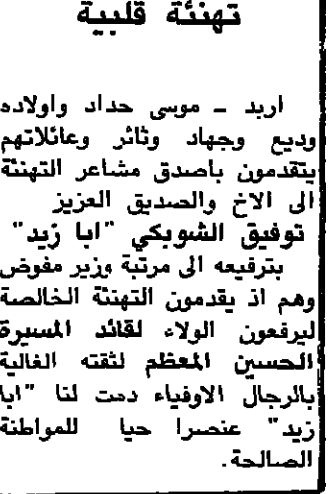 تهنئة قلبية
اربد - موسى حداد واولاده
وديع وجهاد وثائر وعائلاتهم
يتقدمون باصدق مشاعر التهنئة
الى الاخ والصديق العزيز
توفيق الشوبكي "ابا زيد"
بترقيعه الى مرتبة وزير مفوض
وهم اذ يقدمون التهنئة الخالصة
ليرفعون الولاء لقائد المسيرة
الحسين المعظم لثقته الغالية
بالرجال الاوفياء دمت لنا "ابا
زيد" عنصرا حيا للمواطنة
الصالحة.